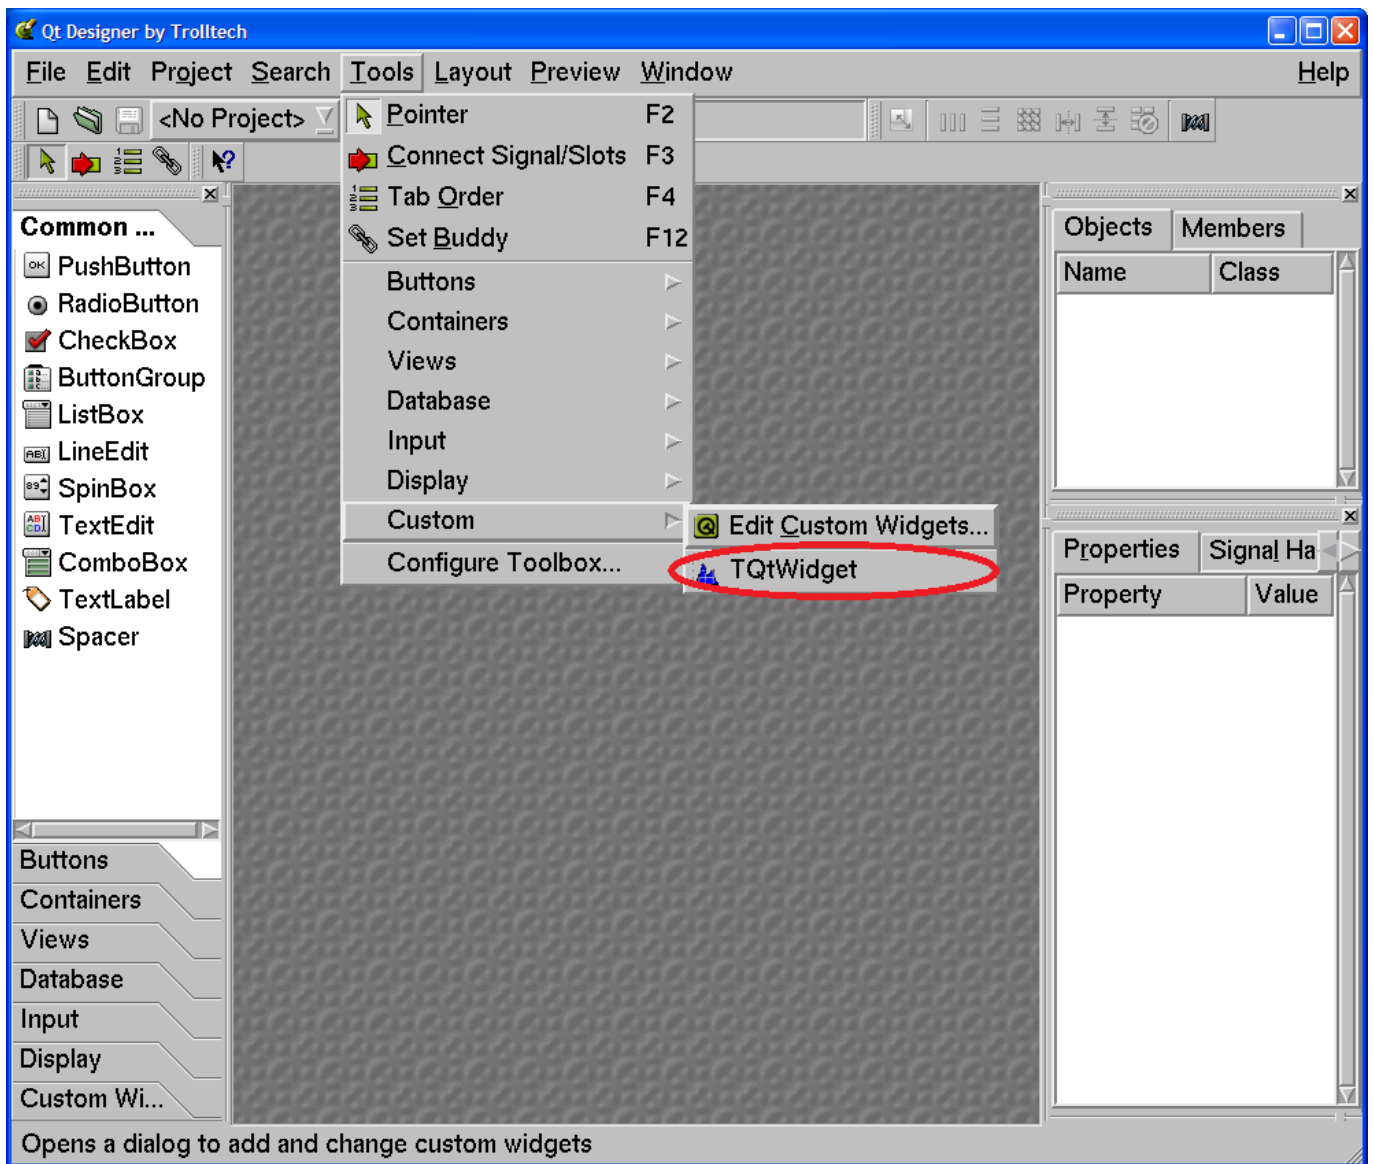 Qt Designer by Trolltech
File Edit Project Search Tools Layout Preview Window Help
<No Project>
Pointer F2
Connect Signal/Slots F3
Tab Order F4
Set Buddy F12
Buttons
Containers
Views
Database
Input
Display
Custom
Configure Toolbox...
Edit Custom Widgets...
TQtWidget
Common ...
PushButton
RadioButton
CheckBox
ButtonGroup
ListBox
LineEdit
SpinBox
TextEdit
ComboBox
TextLabel
Spacer
Buttons
Containers
Views
Database
Input
Display
Custom Wi...
Objects Members
Name Class
Properties Signal Ha
Property Value
Opens a dialog to add and change custom widgets